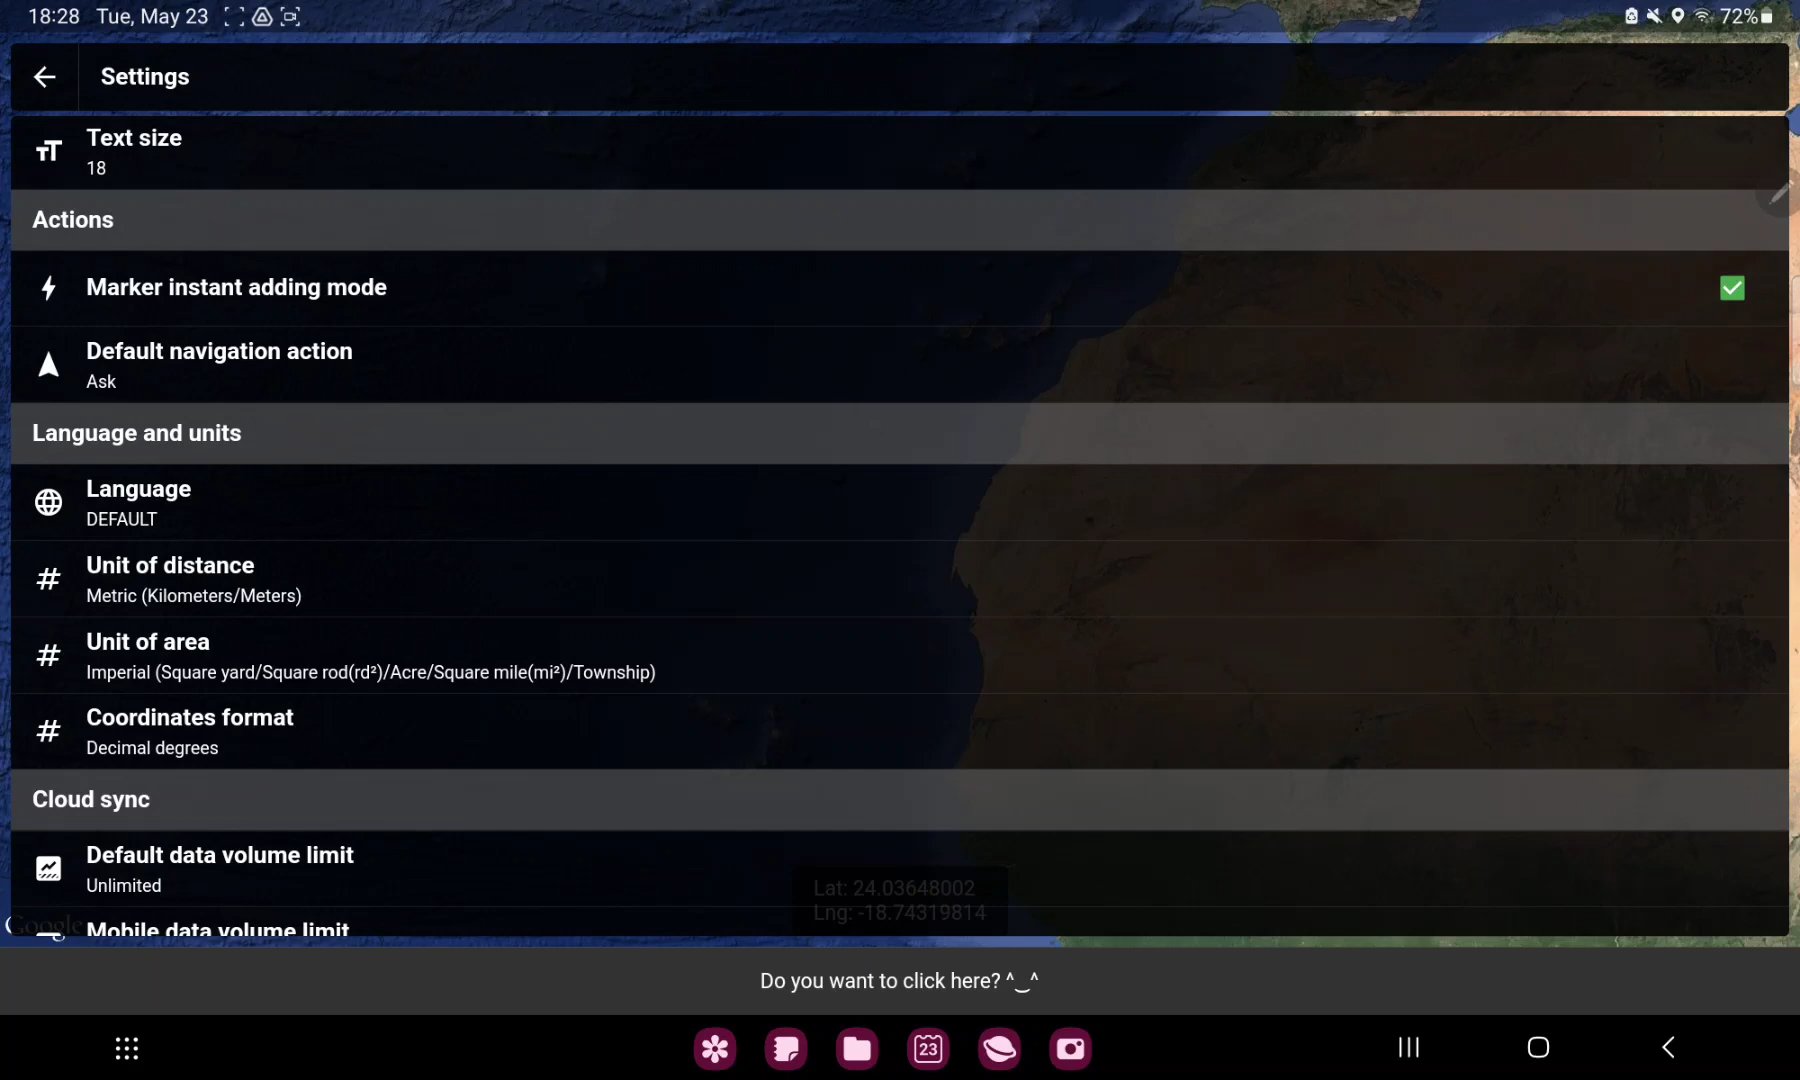 18:28 Tue, May 23
72%
Settings
Text size
18
Actions
Marker instant adding mode
Default navigation action
Ask
Language and units
Language
DEFAULT
Unit of distance
Metric (Kilometers/Meters)
Unit of area
Imperial (Square yard/Square rod(rd²)/Acre/Square mile(mi²)/Township)
Coordinates format
Decimal degrees
Cloud sync
Default data volume limit
Unlimited
Lat: 24.03648002
Lng: -18.74319814
Google
Mobile data volume limit
Do you want to click here? ^‿^
23